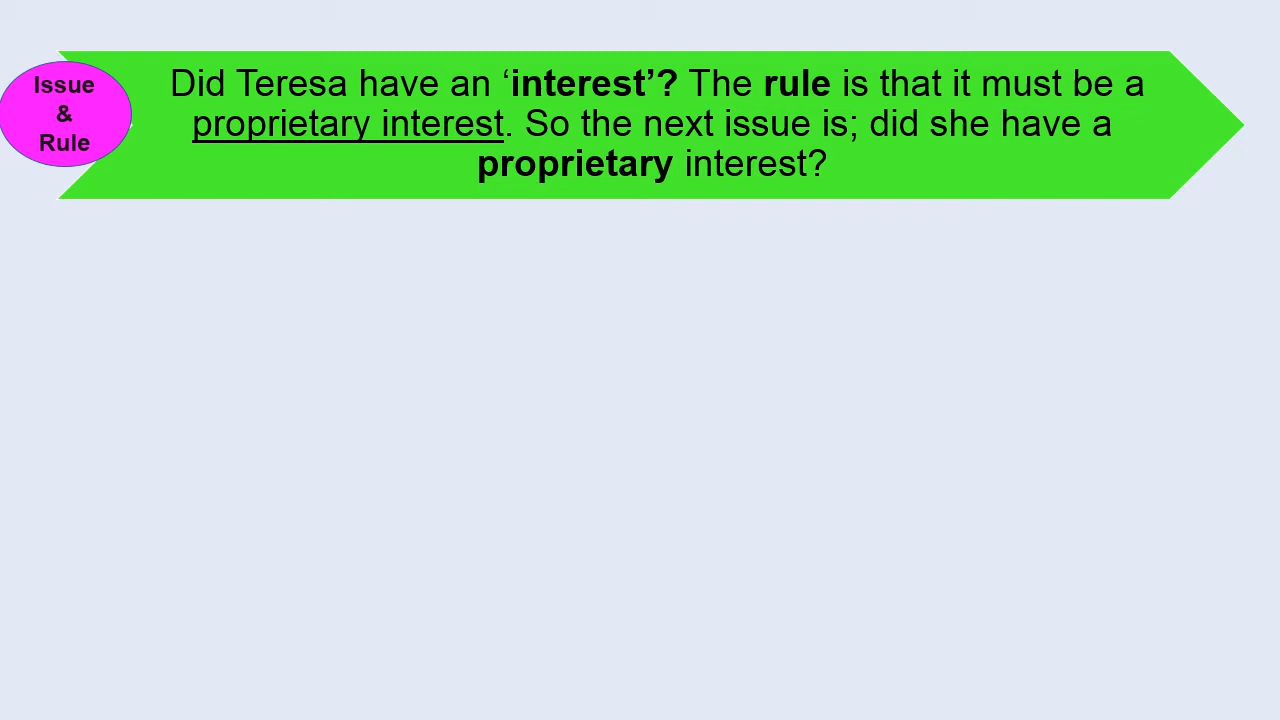 Issue
&
Rule
Did Teresa have an ‘interest’? The rule is that it must be a
proprietary interest. So the next issue is; did she have a
proprietary interest?